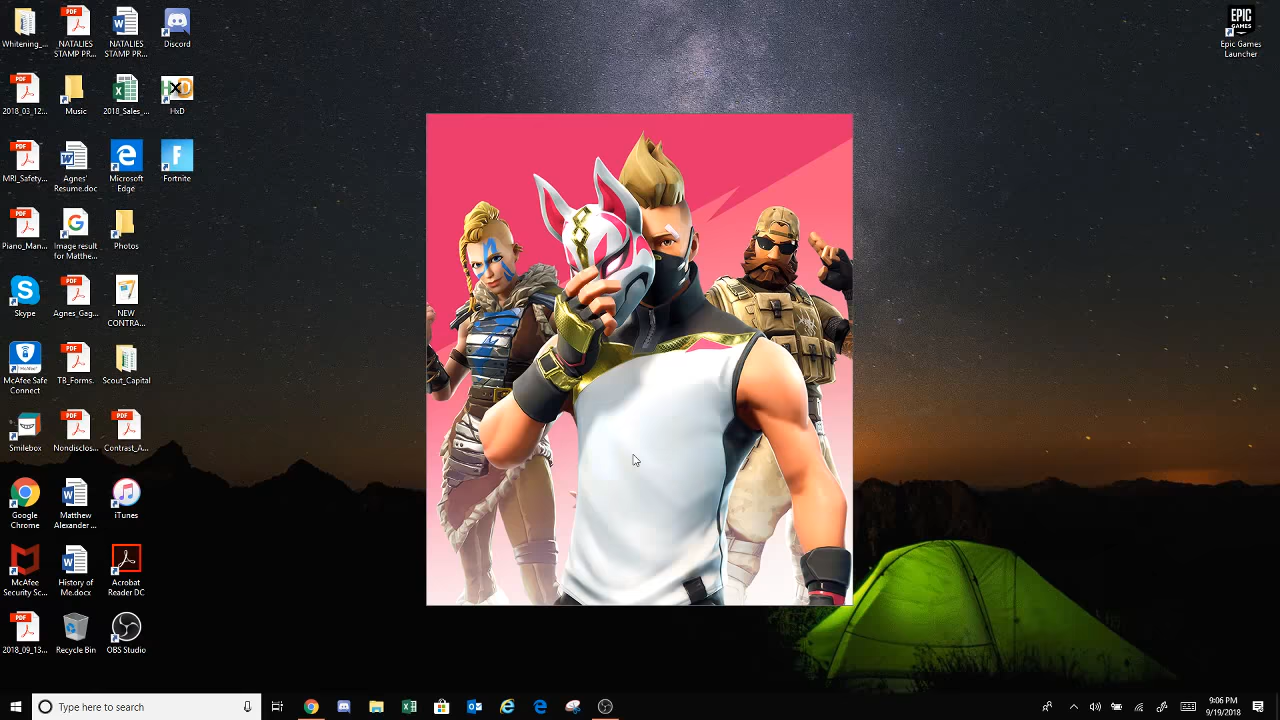 Whitening_...
NATALIES
STAMP PR...
NATALIES
STAMP PR...
Discord
EPIC
GAMES
Epic Games
Launcher
PDF
2018_03_12...
Music
2018_Sales_...
HxD
PDF
MRI_Safety...
Agnes'
Resume.doc
Microsoft
Edge
F
Fortnite
PDF
Piano_Man...
Image result
for Matthe...
Photos
Skype
PDF
Agnes_Gag...
NEW
CONTRA...
McAfee Safe
Connect
PDF
TB_Forms.
Scout_Capital
Smilebox
PDF
Nondisclos...
PDF
Contrast_A...
Google
Chrome
Matthew
Alexander ...
iTunes
McAfee
Security Sc...
History of
Me.docx
Acrobat
Reader DC
PDF
2018_09_13...
Recycle Bin
OBS Studio
Type here to search
9:06 PM
9/19/2018